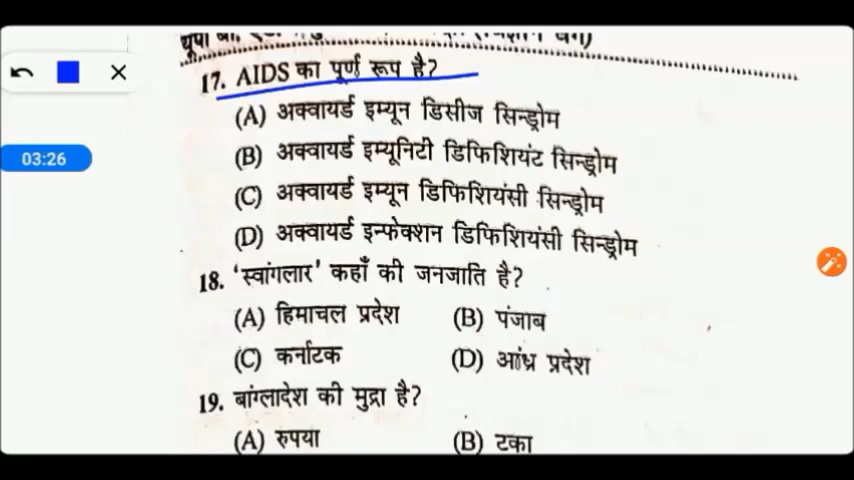 17. AIDS का पूर्ण रूप है?
(A) अक्वायर्ड इम्यून डिसीज सिन्ड्रोम
03:26
(B) अक्वायर्ड इम्यूनिटी डिफिशियंट सिन्ड्रोम
(C) अक्वायर्ड इम्यून डिफिशियंसी सिन्ड्रोम
(D) अक्वायर्ड इन्फेक्शन डिफिशियंसी सिन्ड्रोम
18. ‘स्वांगलार’ कहाँ की जनजाति है?
(A) हिमाचल प्रदेश (B) पंजाब
(C) कर्नाटक (D) आंध्र प्रदेश
19. बांग्लादेश की मुद्रा है?
(A) रुपया (B) टका